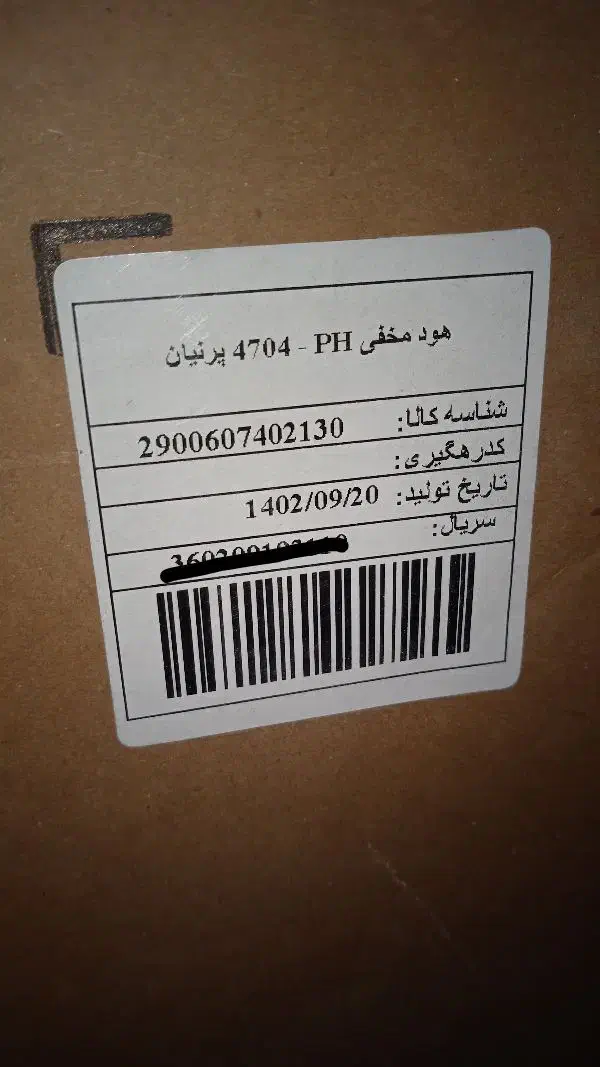 هود مخفی PH - 4704 پرنیان
شناسه کالا: 2900607402130
کدرهگیری:
تاریخ تولید: 1402/09/20
سریال: